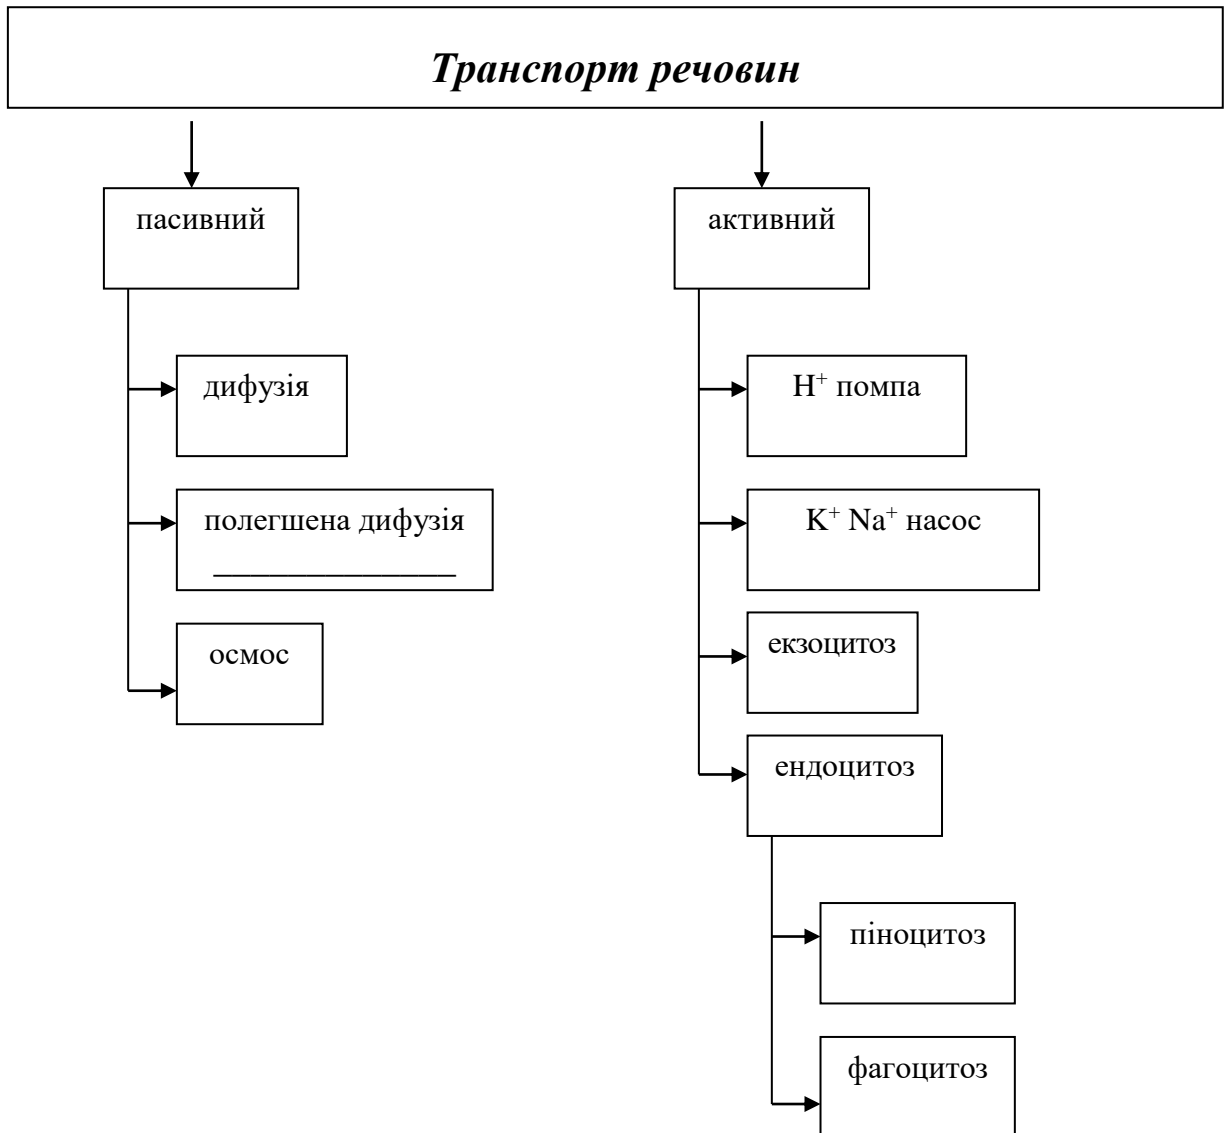 Транспорт речовин
пасивний
активний
дифузія
полегшена дифузія
осмос
H⁺ помпа
K⁺ Na⁺ насос
екзоцитоз
ендоцитоз
піноцитоз
фагоцитоз